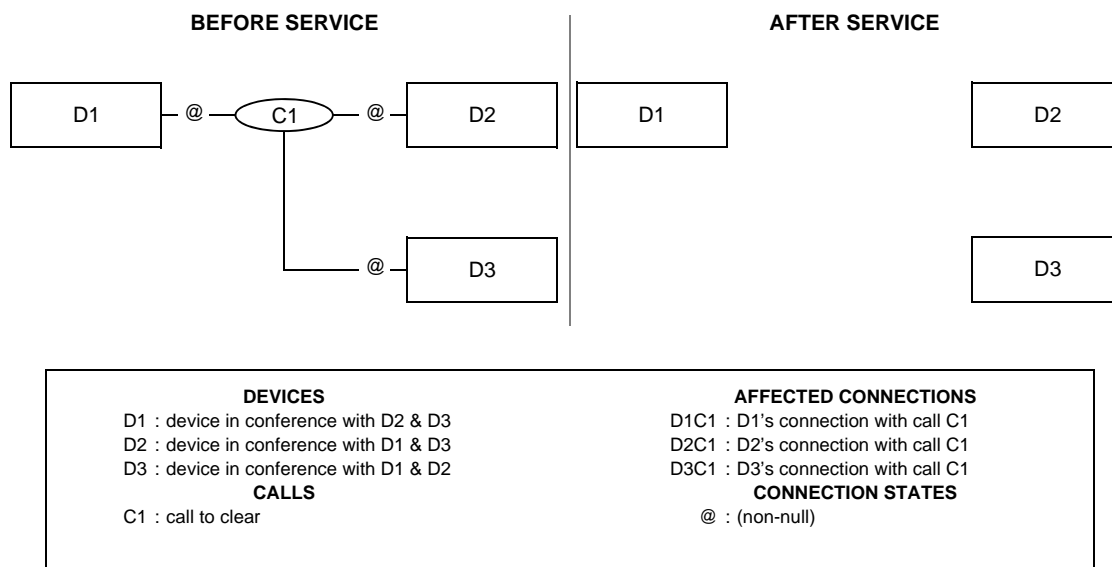 BEFORE SERVICE
AFTER SERVICE
D1 @ C1 @ D2
D1
D2
@ D3
D3
DEVICES
D1 : device in conference with D2 & D3
D2 : device in conference with D1 & D3
D3 : device in conference with D1 & D2
CALLS
C1 : call to clear
AFFECTED CONNECTIONS
D1C1 : D1's connection with call C1
D2C1 : D2's connection with call C1
D3C1 : D3's connection with call C1
CONNECTION STATES
@ : (non-null)